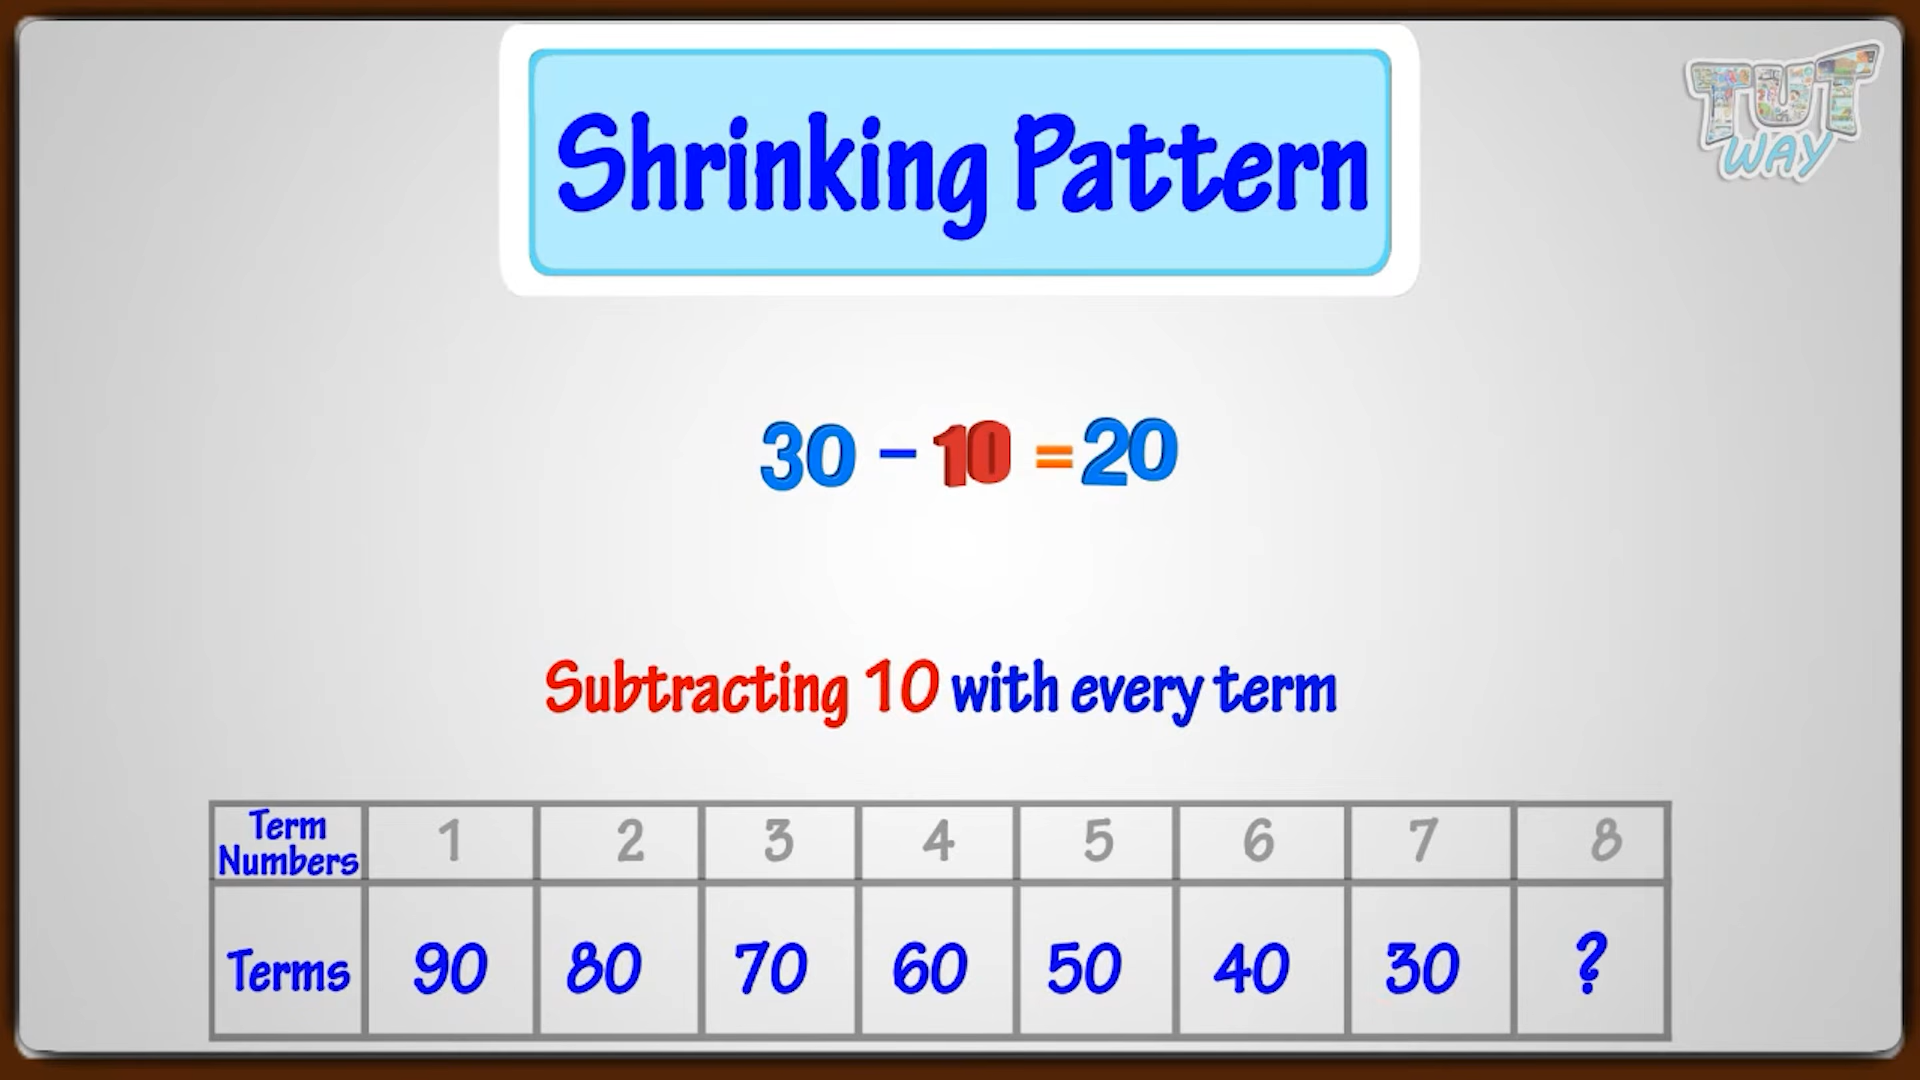 Shrinking Pattern
TUT
WAY
30 - 10 = 20
Subtracting 10 with every term
Term Numbers 1 2 3 4 5 6 7 8
Terms 90 80 70 60 50 40 30 ?